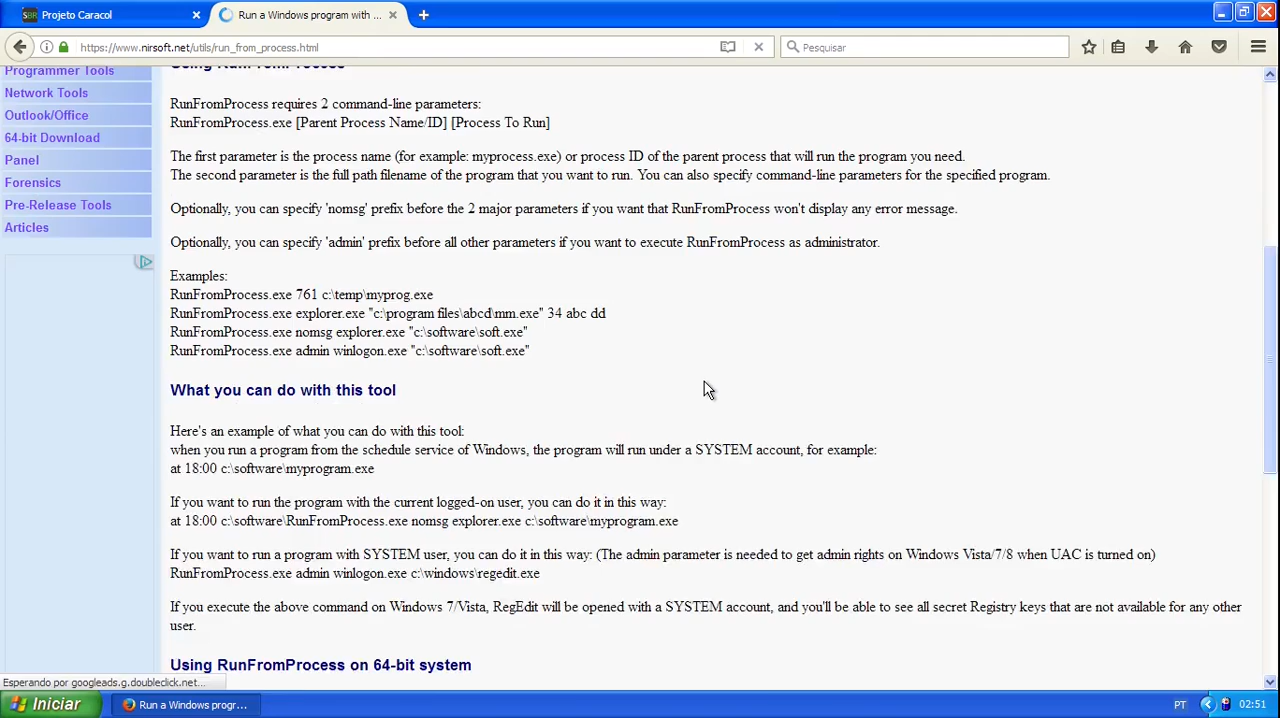 Projeto Caracol
Run a Windows program with ...
https://www.nirsoft.net/utils/run_from_process.html
Pesquisar
Programmer Tools
Network Tools
Outlook/Office
64-bit Download
Panel
Forensics
Pre-Release Tools
Articles
Using RunFromProcess
RunFromProcess requires 2 command-line parameters:
RunFromProcess.exe [Parent Process Name/ID] [Process To Run]
The first parameter is the process name (for example: myprocess.exe) or process ID of the parent process that will run the program you need.
The second parameter is the full path filename of the program that you want to run. You can also specify command-line parameters for the specified program.
Optionally, you can specify 'nomsg' prefix before the 2 major parameters if you want that RunFromProcess won't display any error message.
Optionally, you can specify 'admin' prefix before all other parameters if you want to execute RunFromProcess as administrator.
Examples:
RunFromProcess.exe 761 c:\temp\myprog.exe
RunFromProcess.exe explorer.exe "c:\program files\abcd\mm.exe" 34 abc dd
RunFromProcess.exe nomsg explorer.exe "c:\software\soft.exe"
RunFromProcess.exe admin winlogon.exe "c:\software\soft.exe"
What you can do with this tool
Here's an example of what you can do with this tool:
when you run a program from the schedule service of Windows, the program will run under a SYSTEM account, for example:
at 18:00 c:\software\myprogram.exe
If you want to run the program with the current logged-on user, you can do it in this way:
at 18:00 c:\software\RunFromProcess.exe nomsg explorer.exe c:\software\myprogram.exe
If you want to run a program with SYSTEM user, you can do it in this way: (The admin parameter is needed to get admin rights on Windows Vista/7/8 when UAC is turned on)
RunFromProcess.exe admin winlogon.exe c:\windows\regedit.exe
If you execute the above command on Windows 7/Vista, RegEdit will be opened with a SYSTEM account, and you'll be able to see all secret Registry keys that are not available for any other
user.
Using RunFromProcess on 64-bit system
Esperando por googleads.g.doubleclick.net...
Iniciar
Run a Windows progr...
PT
02:51